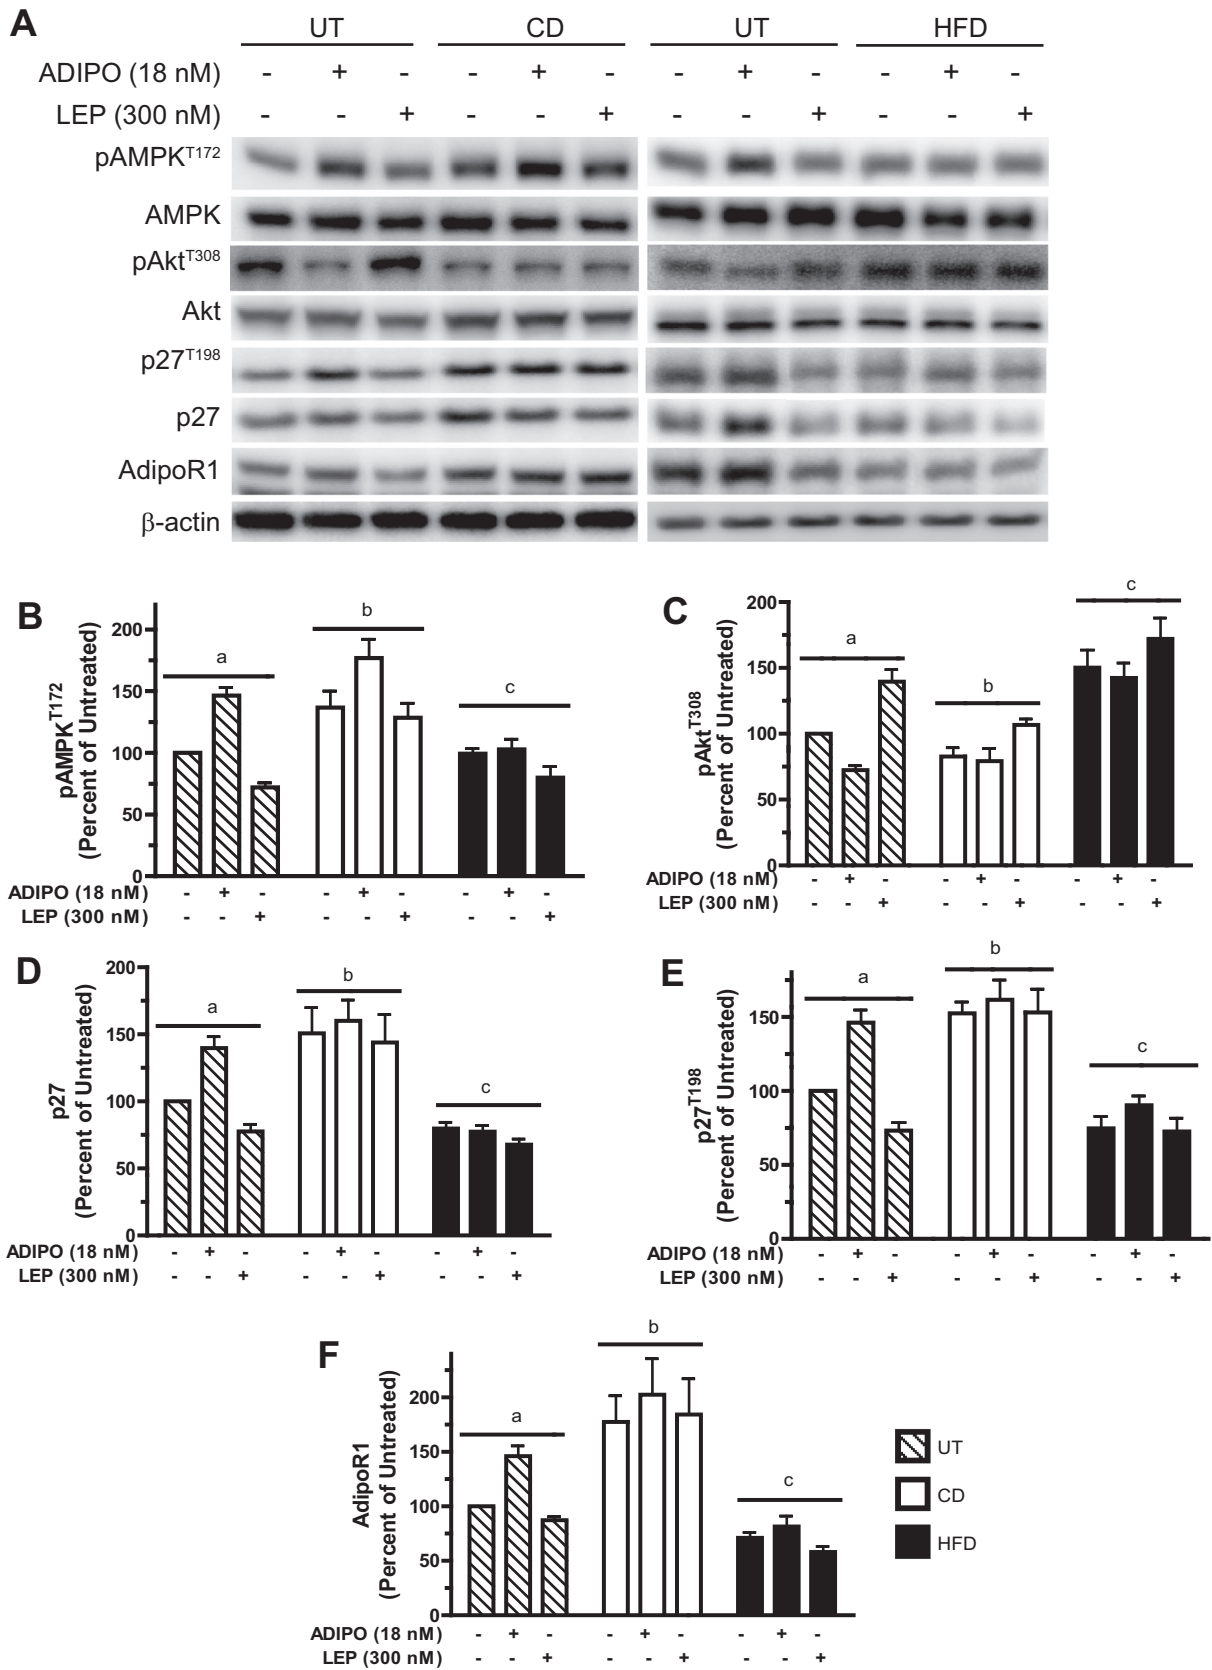 A
UT CD UT HFD
ADIPO (18 nM) - + - - + - - + - - + -
LEP (300 nM) - - + - - + - - + - - +
pAMPK^T172
AMPK
pAkt^T308
Akt
p27^T198
p27
AdipoR1
β-actin
B
pAMPK^T172
(Percent of Untreated)
200
150
100
50
0
a
b
c
ADIPO (18 nM) - + - - + - - + -
LEP (300 nM) - - + - - + - - +
C
pAkt^T308
(Percent of Untreated)
200
150
100
50
0
a
b
c
ADIPO (18 nM) - + - - + - - + -
LEP (300 nM) - - + - - + - - +
D
p27
(Percent of Untreated)
200
150
100
50
0
a
b
c
ADIPO (18 nM) - + - - + - - + -
LEP (300 nM) - - + - - + - - +
E
p27^T198
(Percent of Untreated)
150
100
50
0
a
b
c
ADIPO (18 nM) - + - - + - - + -
LEP (300 nM) - - + - - + - - +
F
AdipoR1
(Percent of Untreated)
200
150
100
50
0
a
b
c
ADIPO (18 nM) - + - - + - - + -
LEP (300 nM) - - + - - + - - +
UT
CD
HFD